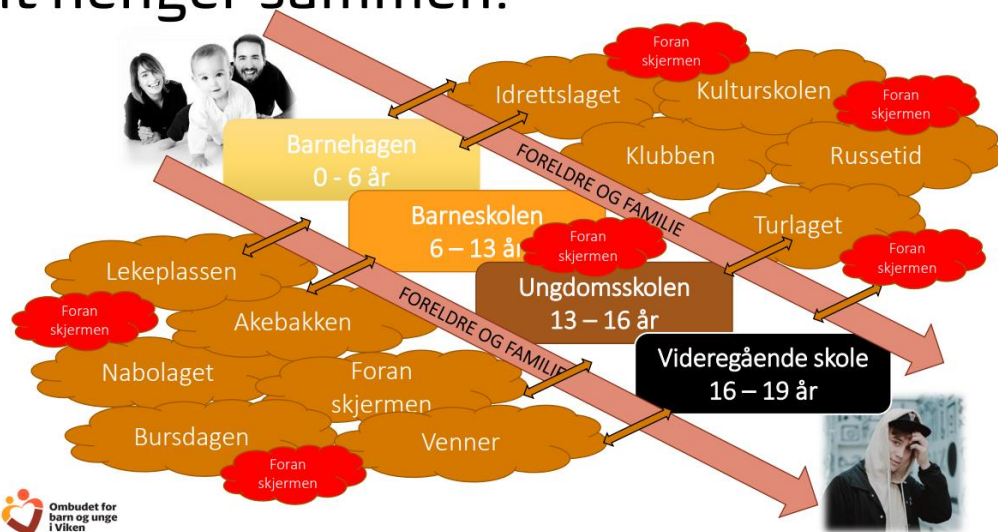 henger sammen.
Foran
skjermen
Idrettslaget
Kulturskolen
Foran
skjermen
Barnehagen
0 - 6 år
FORELDRE OG FAMILIE
Klubben
Russetid
Barneskolen
6 – 13 år
Foran
skjermen
Turlaget
Foran
skjermen
Lekeplassen
Ungdomsskolen
13 – 16 år
Foran
skjermen
Akebakken
FORELDRE OG FAMILIE
Videregående skole
16 – 19 år
Nabolaget
Foran
skjermen
Bursdagen
Venner
Foran
skjermen
Ombudet for
barn og unge
i Viken